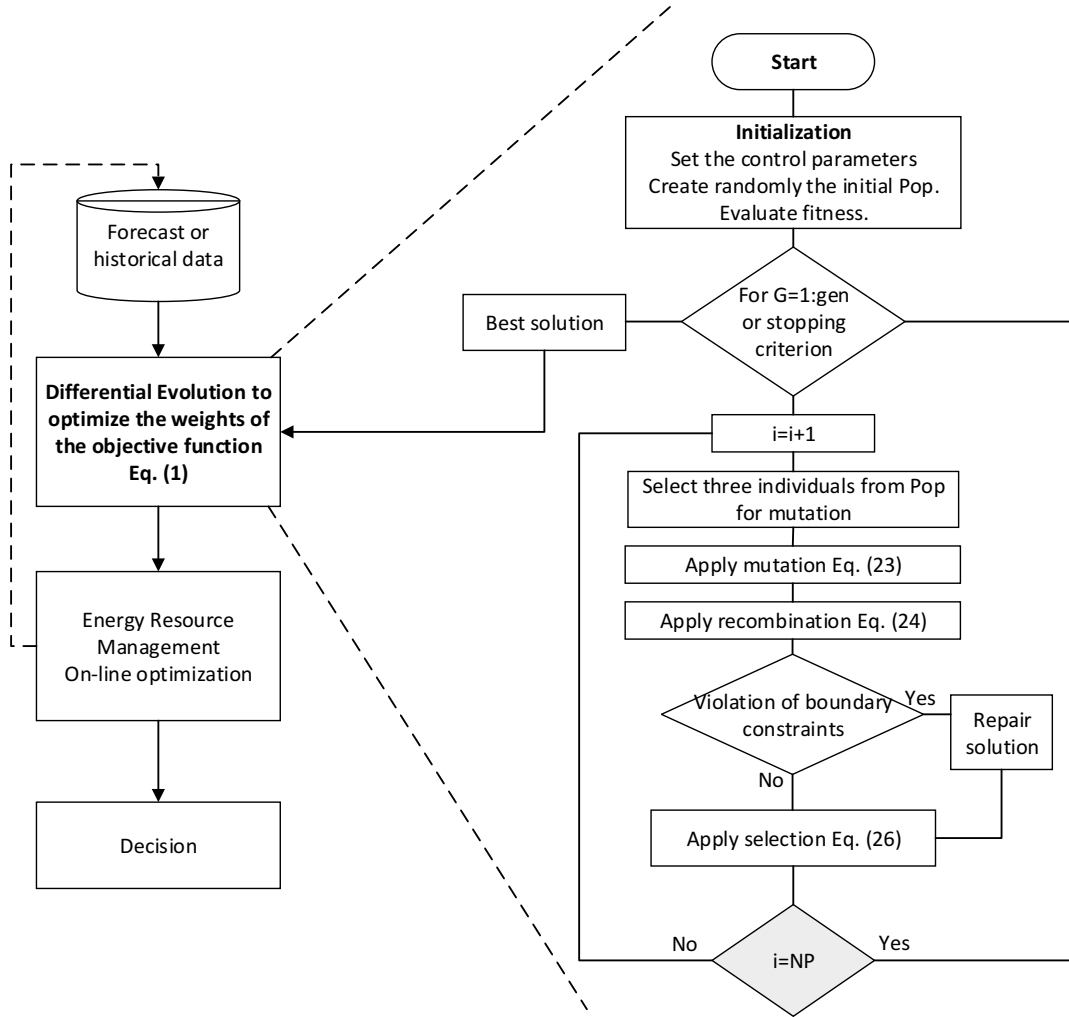 Forecast or
historical data
Differential Evolution to
optimize the weights of
the objective function
Eq. (1)
Energy Resource
Management
On-line optimization
Decision
Start
Initialization
Set the control parameters
Create randomly the initial Pop.
Evaluate fitness.
For G=1:gen
or stopping
criterion
Best solution
i=i+1
Select three individuals from Pop
for mutation
Apply mutation Eq. (23)
Apply recombination Eq. (24)
Violation of boundary
constraints
Yes
Repair
solution
No
Apply selection Eq. (26)
No
i=NP
Yes